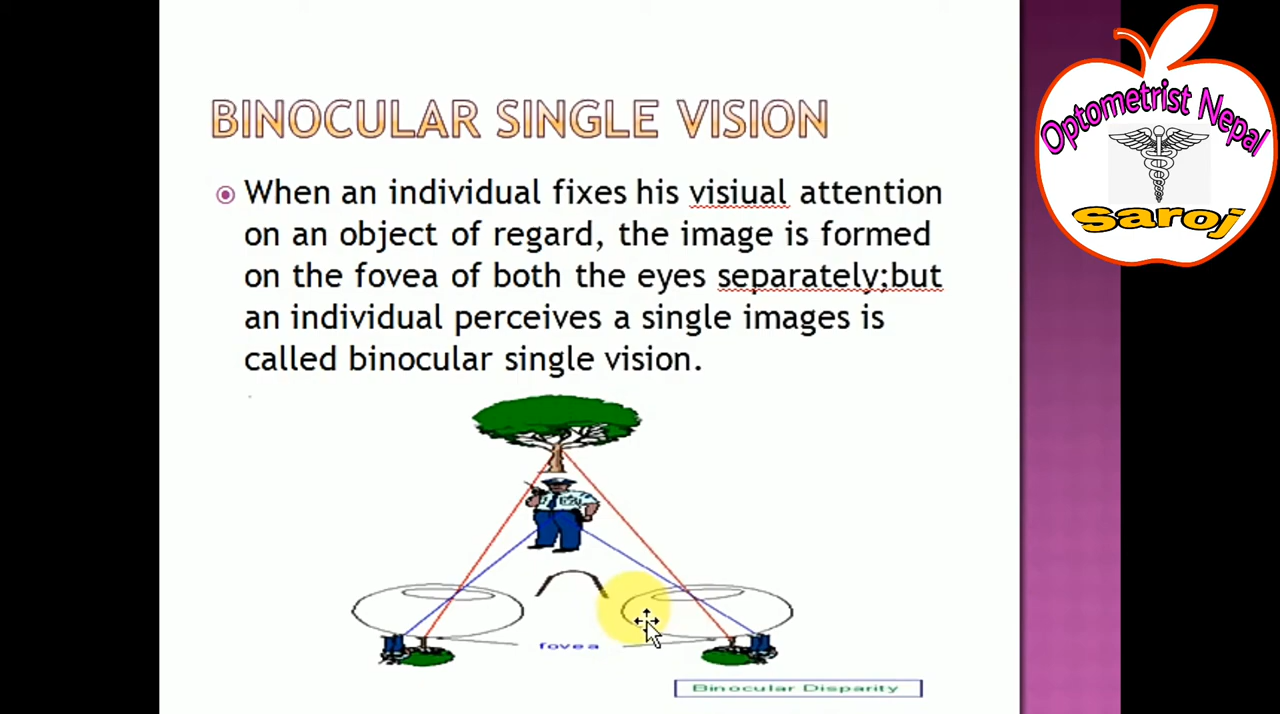 BINOCULAR SINGLE VISION
When an individual fixes his visiual attention
on an object of regard, the image is formed
on the fovea of both the eyes separately;but
an individual perceives a single images is
called binocular single vision.
fovea
Binocular Disparity
Optometrist Nepal
Saroj